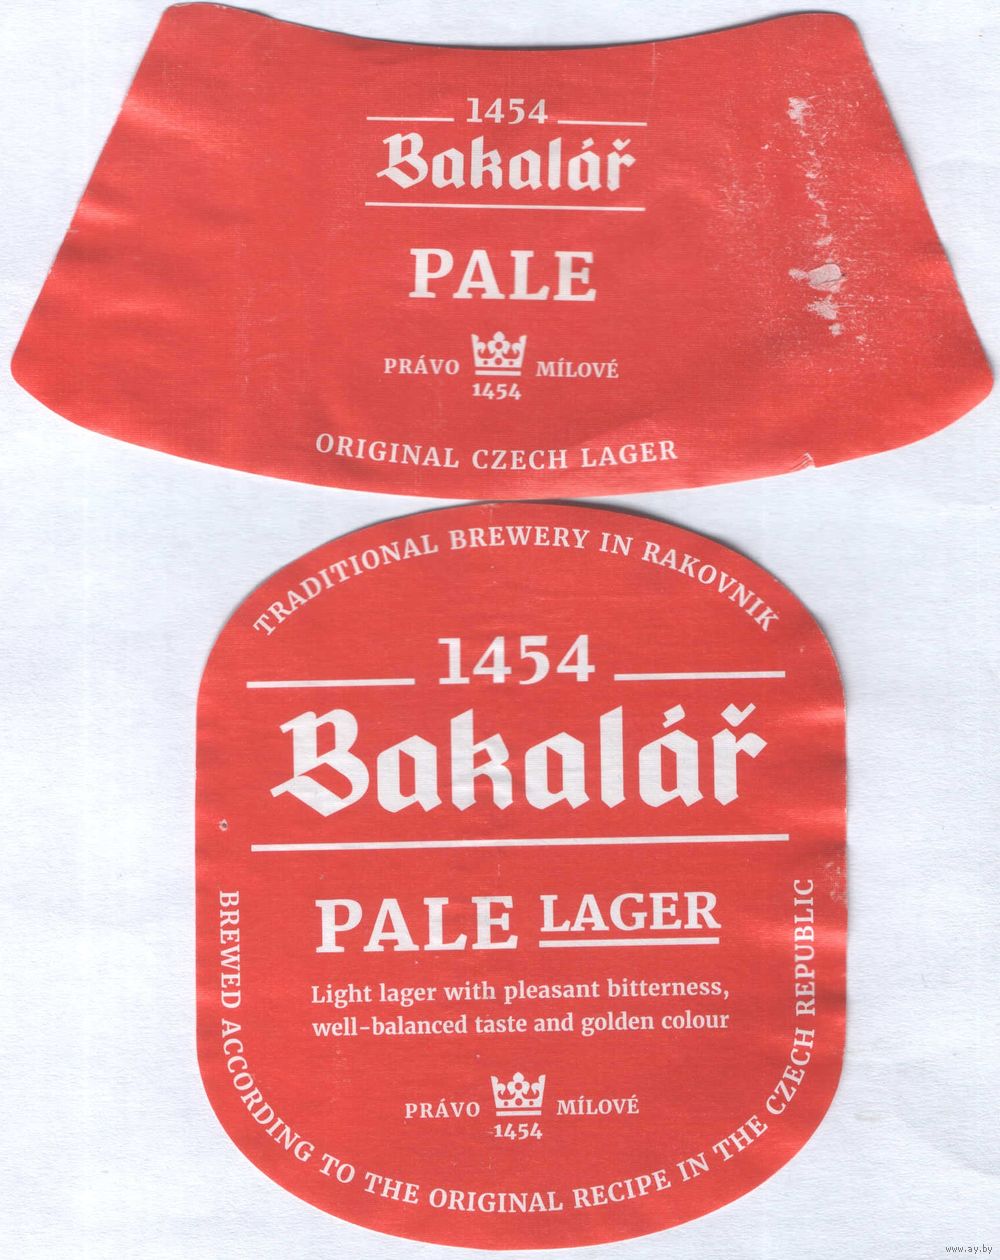 1454
Bakalář
PALE
PRÁVO MÍLOVÉ
1454
ORIGINAL CZECH LAGER
TRADITIONAL BREWERY IN RAKOVNIK
1454
Bakalář
PALE LAGER
Light lager with pleasant bitterness,
well-balanced taste and golden colour
PRÁVO MÍLOVÉ
1454
BREWED ACCORDING TO THE ORIGINAL RECIPE IN THE CZECH REPUBLIC
www.ay.by